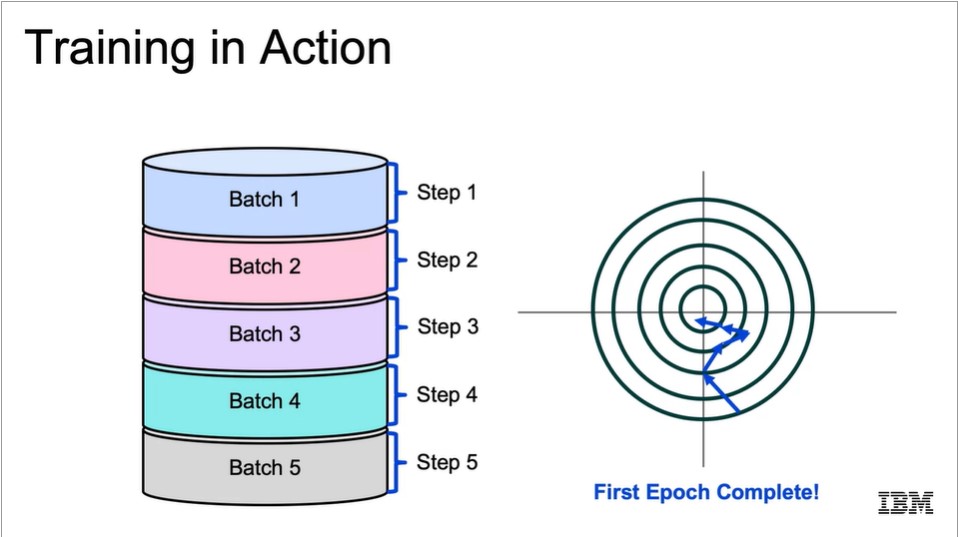 Training in Action
Batch 1
Step 1
Batch 2
Step 2
Batch 3
Step 3
Batch 4
Step 4
Batch 5
Step 5
First Epoch Complete!
IBM